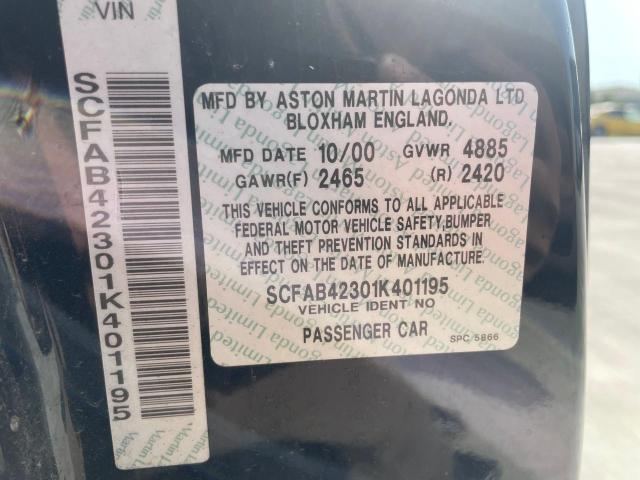 VIN
SCFAB42301K401195
MFD BY ASTON MARTIN LAGONDA LTD
BLOXHAM ENGLAND.
MFD DATE 10/00 GVWR 4885
GAWR(F) 2465 (R) 2420
THIS VEHICLE CONFORMS TO ALL APPLICABLE
FEDERAL MOTOR VEHICLE SAFETY, BUMPER
AND THEFT PREVENTION STANDARDS IN
EFFECT ON THE DATE OF MANUFACTURE.
SCFAB42301K401195
VEHICLE IDENT NO
PASSENGER CAR
SPC/5866